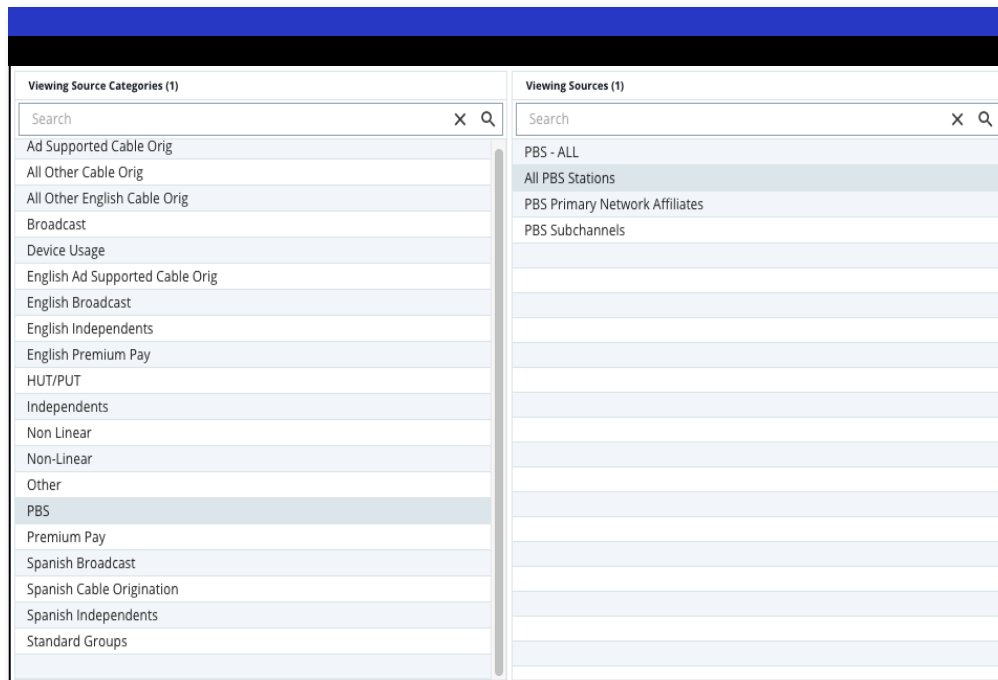 Viewing Source Categories (1)
Search
Ad Supported Cable Orig
All Other Cable Orig
All Other English Cable Orig
Broadcast
Device Usage
English Ad Supported Cable Orig
English Broadcast
English Independents
English Premium Pay
HUT/PUT
Independents
Non Linear
Non-Linear
Other
PBS
Premium Pay
Spanish Broadcast
Spanish Cable Origination
Spanish Independents
Standard Groups
Viewing Sources (1)
Search
PBS - ALL
All PBS Stations
PBS Primary Network Affiliates
PBS Subchannels